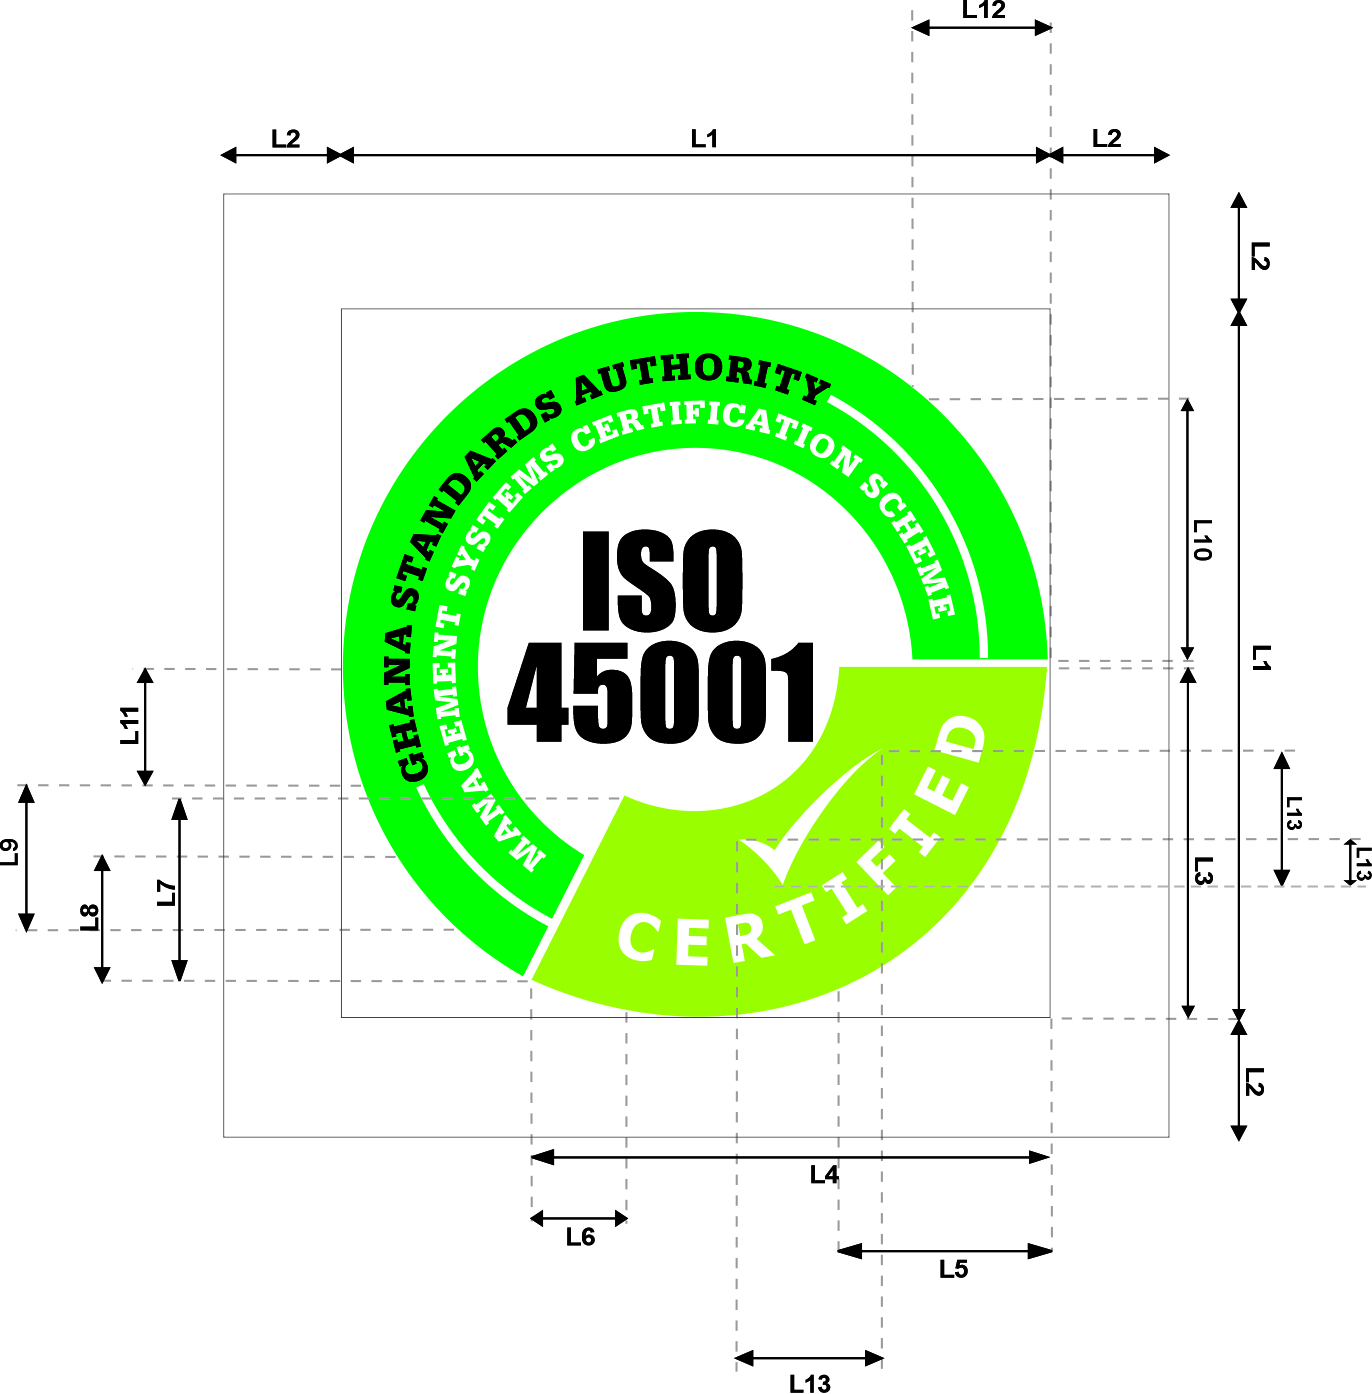 L12
L2
L1
L2
L2
GHANA STANDARDS AUTHORITY
MANAGEMENT SYSTEMS CERTIFICATION SCHEME
ISO
45001
CERTIFIED
L10
L1
L11
L13
L13
L9
L7
L8
L3
L2
L4
L6
L5
L13